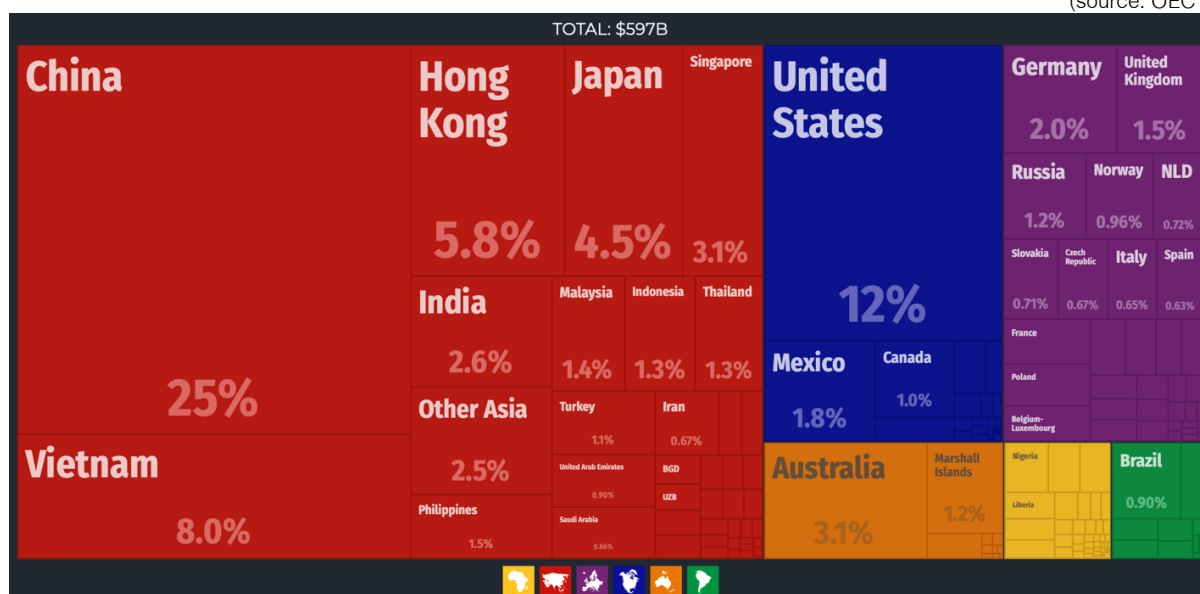 (source: OEC
TOTAL: $597B
China
25%
Vietnam
8.0%
Hong
Kong
5.8%
Japan
4.5%
Singapore
3.1%
India
2.6%
Malaysia
1.4%
Indonesia
1.3%
Thailand
1.3%
Other Asia
2.5%
Philippines
1.5%
Turkey
1.1%
Iran
0.67%
United Arab Emirates
0.90%
BGD
UZB
Saudi Arabia
0.86%
United
States
12%
Mexico
1.8%
Canada
1.0%
Germany
2.0%
United
Kingdom
1.5%
Russia
1.2%
Norway
0.96%
NLD
0.72%
Slovakia
0.71%
Czech
Republic
0.67%
Italy
0.65%
Spain
0.63%
France
Poland
Belgium-
Luxembourg
Australia
3.1%
Marshall
Islands
1.2%
Nigeria
Liberia
Brazil
0.90%